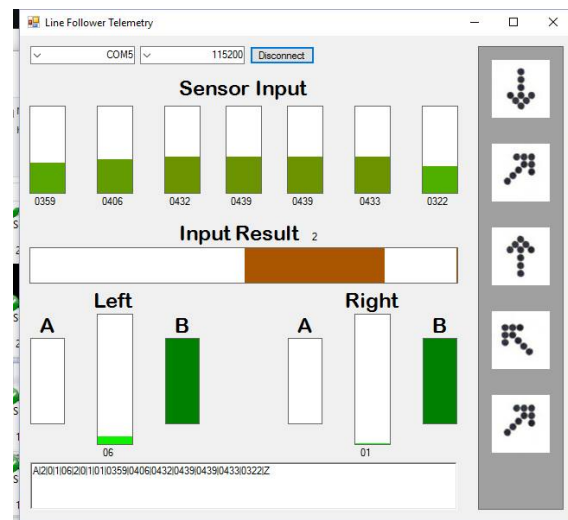 Line Follower Telemetry
COM5 115200 Disconnect
Sensor Input
0359 0406 0432 0439 0439 0433 0322
Input Result 2
Left Right
A B A B
06 01
A|2|0|1|06|2|0|1|01|0359|0406|0432|0439|0439|0433|0322|Z